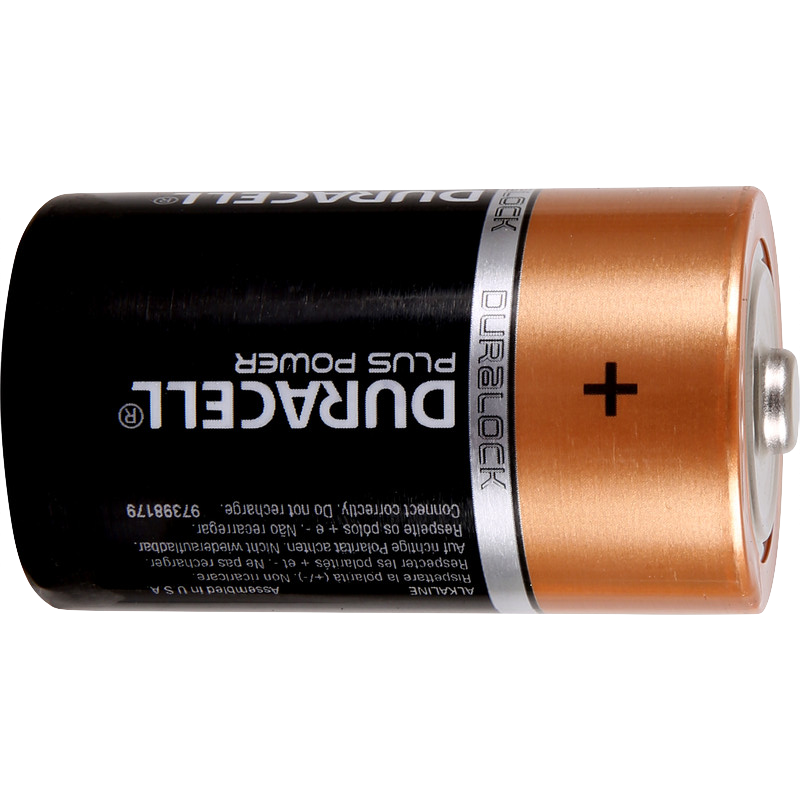 ALKALINE Assembled in U S A
Rispettare la polarità (+/-). Non ricaricare.
Respecter les polarités + et -. Ne pas recharger.
Auf richtige Polarität achten. Nicht wiederaufladbar.
Respeite os pólos + e -. Não recarregar.
Connect correctly. Do not recharge. 97398179
DURACELL®
PLUS POWER
DURACELL®
DURALOCK
+